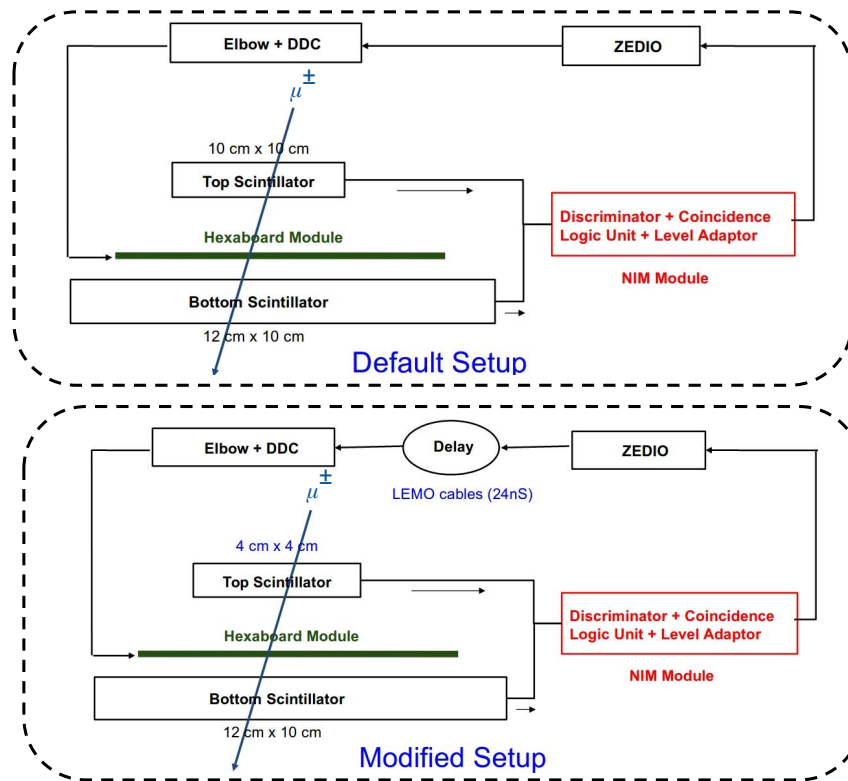 Elbow + DDC
ZEDIO
μ±
10 cm x 10 cm
Top Scintillator
Discriminator + Coincidence
Logic Unit + Level Adaptor
Hexaboard Module
NIM Module
Bottom Scintillator
12 cm x 10 cm
Default Setup
Elbow + DDC
Delay
ZEDIO
μ±
LEMO cables (24nS)
4 cm x 4 cm
Top Scintillator
Discriminator + Coincidence
Logic Unit + Level Adaptor
Hexaboard Module
NIM Module
Bottom Scintillator
12 cm x 10 cm
Modified Setup